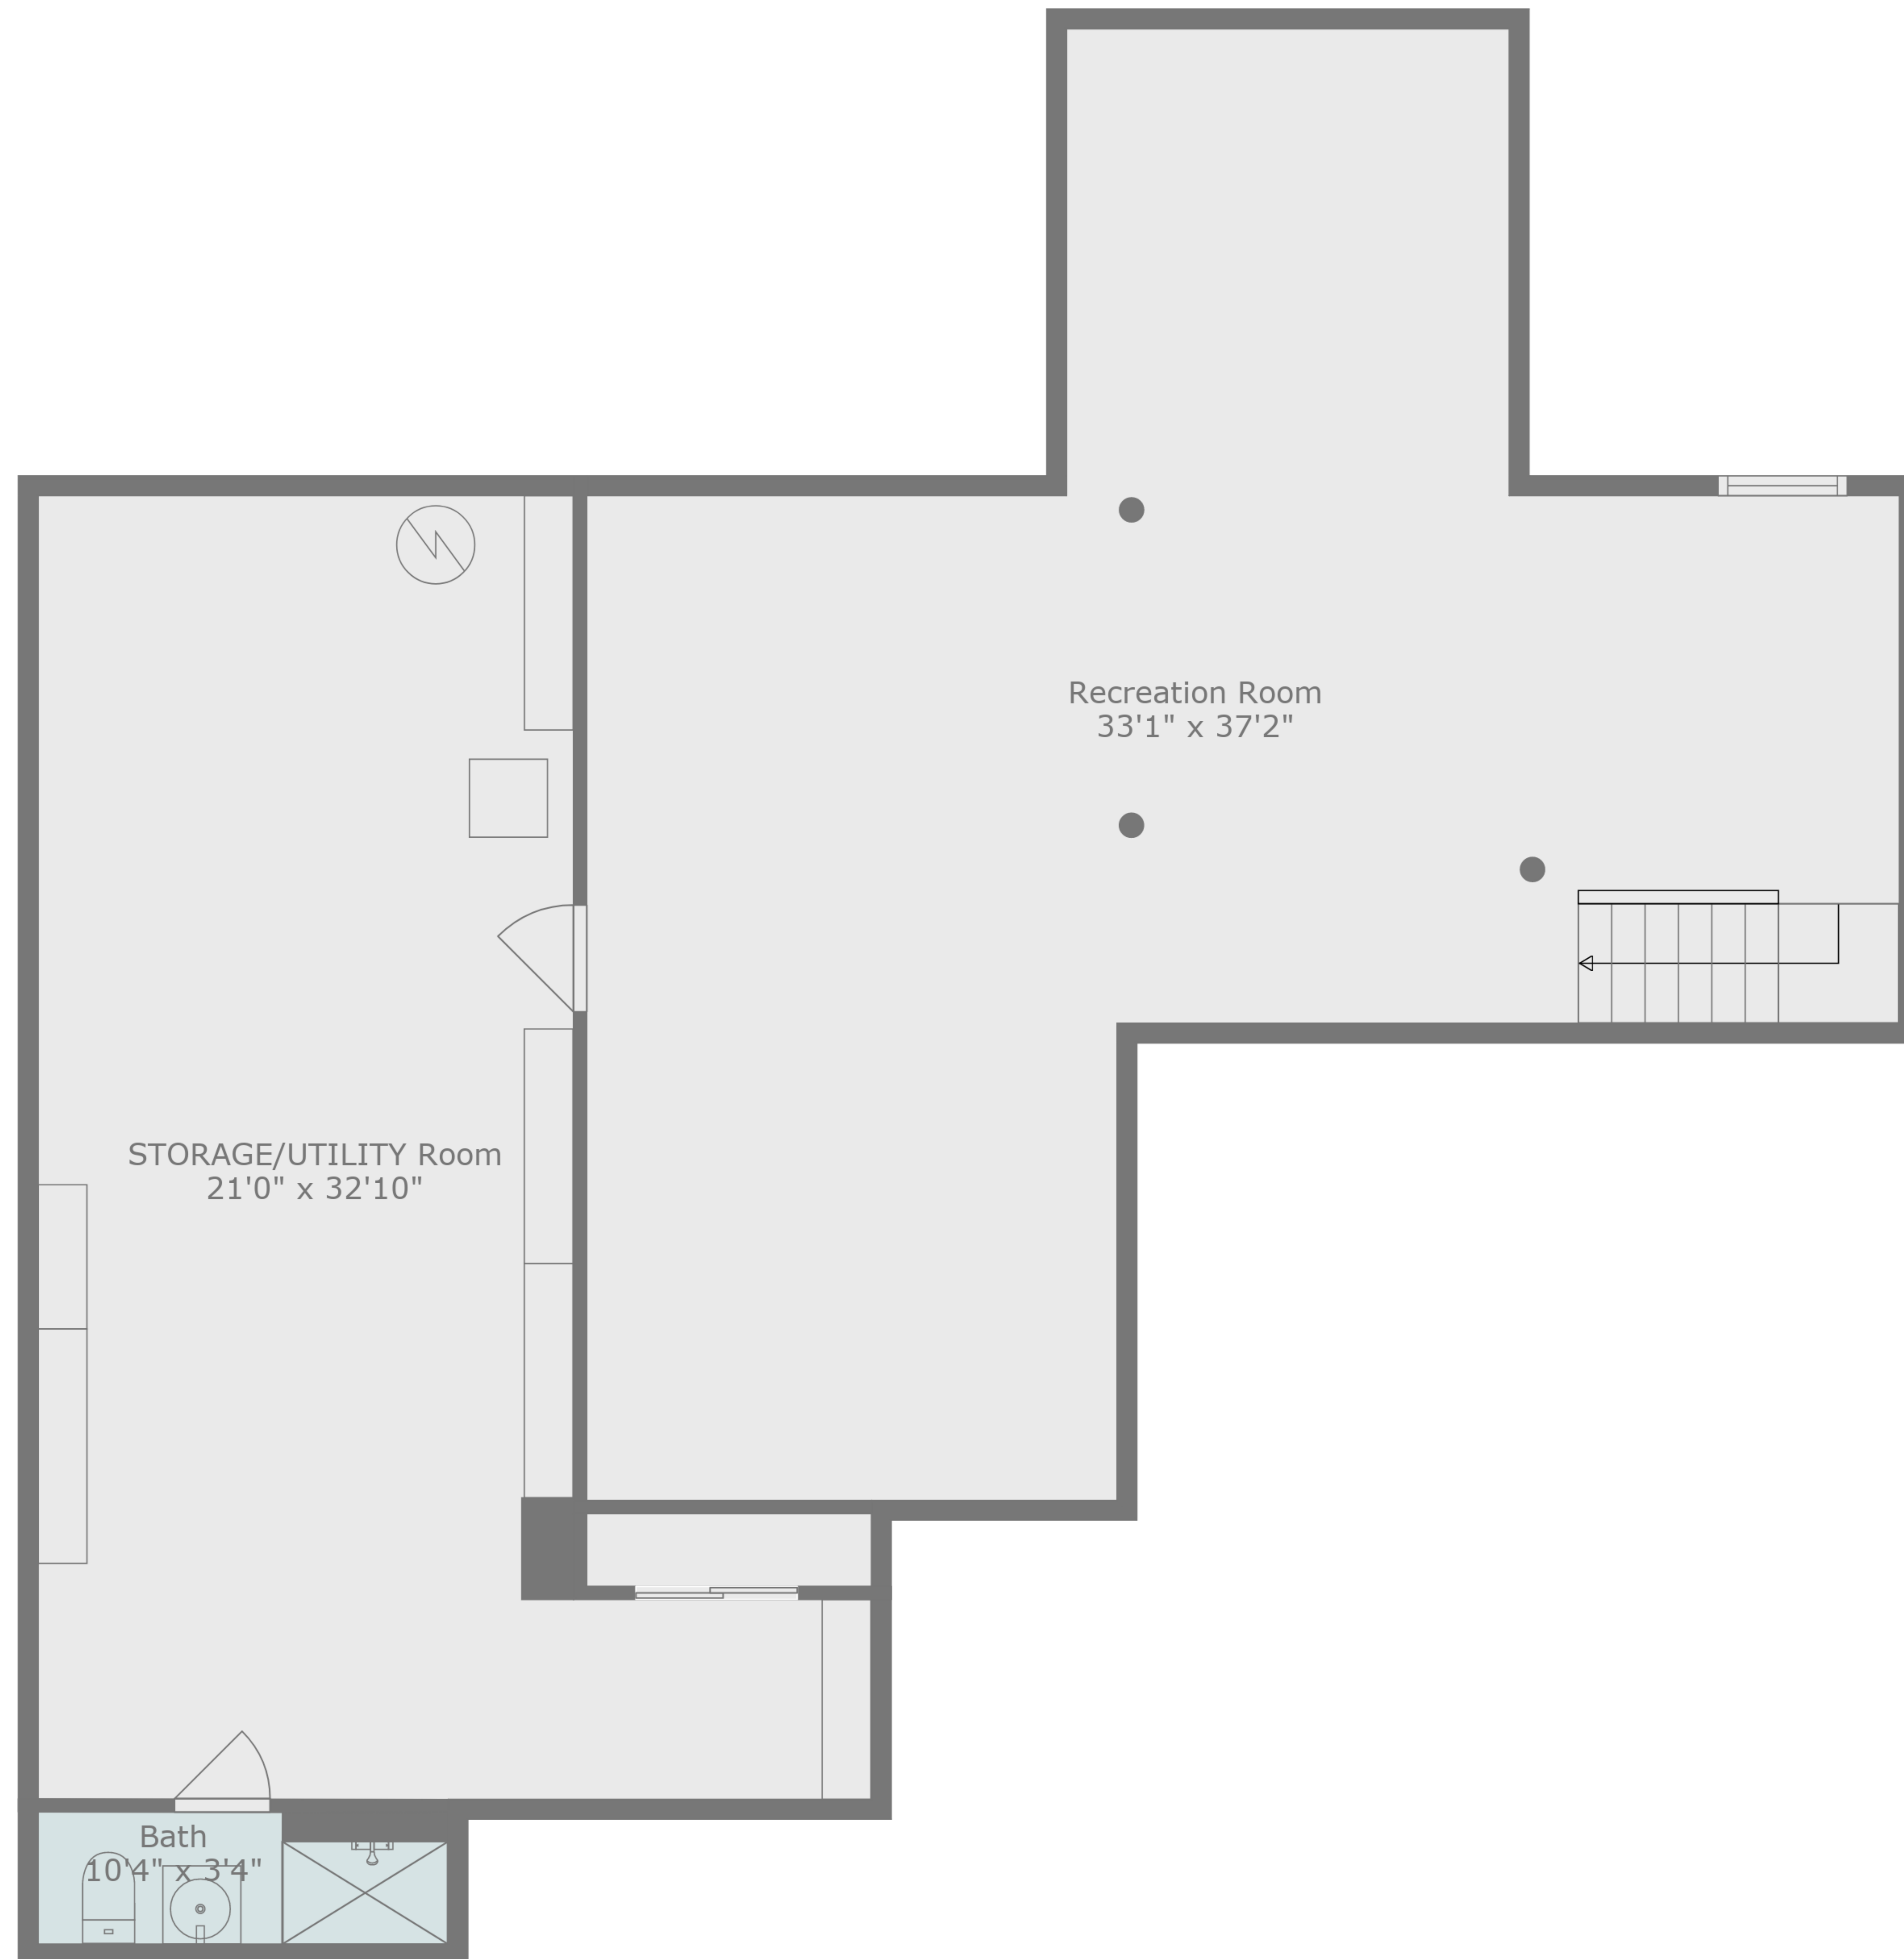 Recreation Room
33'1" x 37'2"
STORAGE/UTILITY Room
21'0" x 32'10"
Bath
10'4" x 3'4"